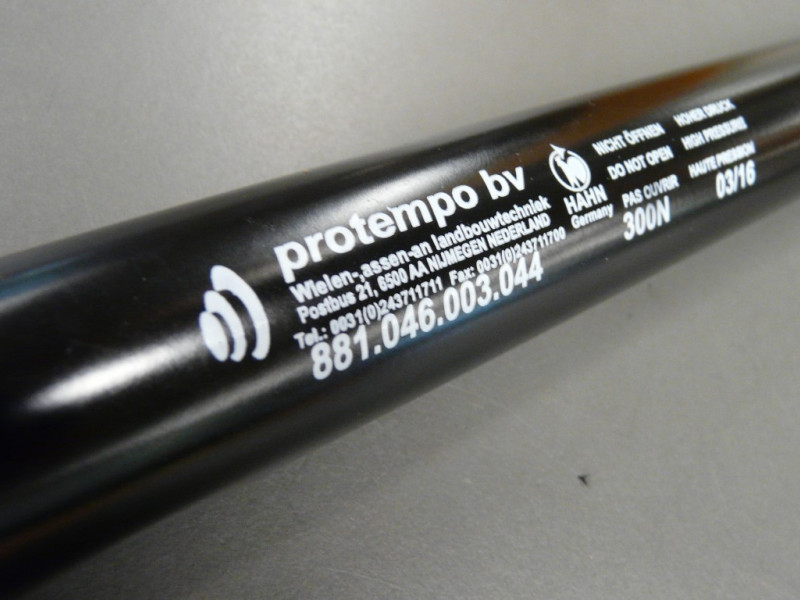 protempo bv
Wielen-,assen-an landbouwtechniek
Postbus 21, 6500 AA NIJMEGEN NEDERLAND
Tel.: 0031(0)243711711 Fax: 0031(0)243711700
881.046.003.044
HAHN
Germany
NICHT ÖFFNEN HOHER DRUCK
DO NOT OPEN HIGH PRESSURE
PAS OUVRIR HAUTE PRESSION
300N 03/16